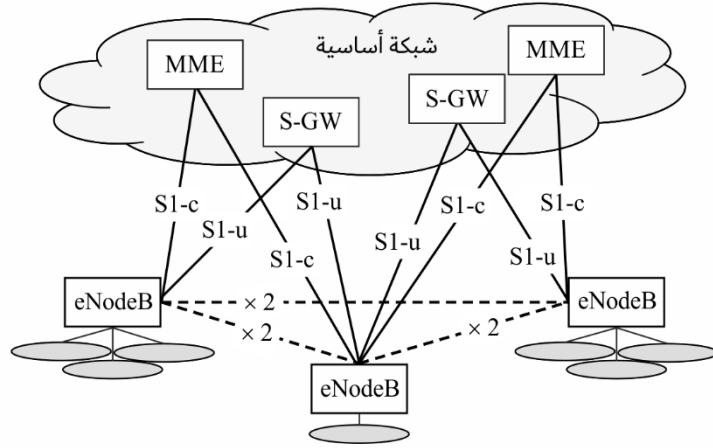 شبكة أساسية
MME
MME
S-GW
S-GW
S1-c
S1-u
S1-u
S1-c
S1-u
S1-c
S1-c
S1-u
eNodeB
× 2
eNodeB
× 2
× 2
eNodeB